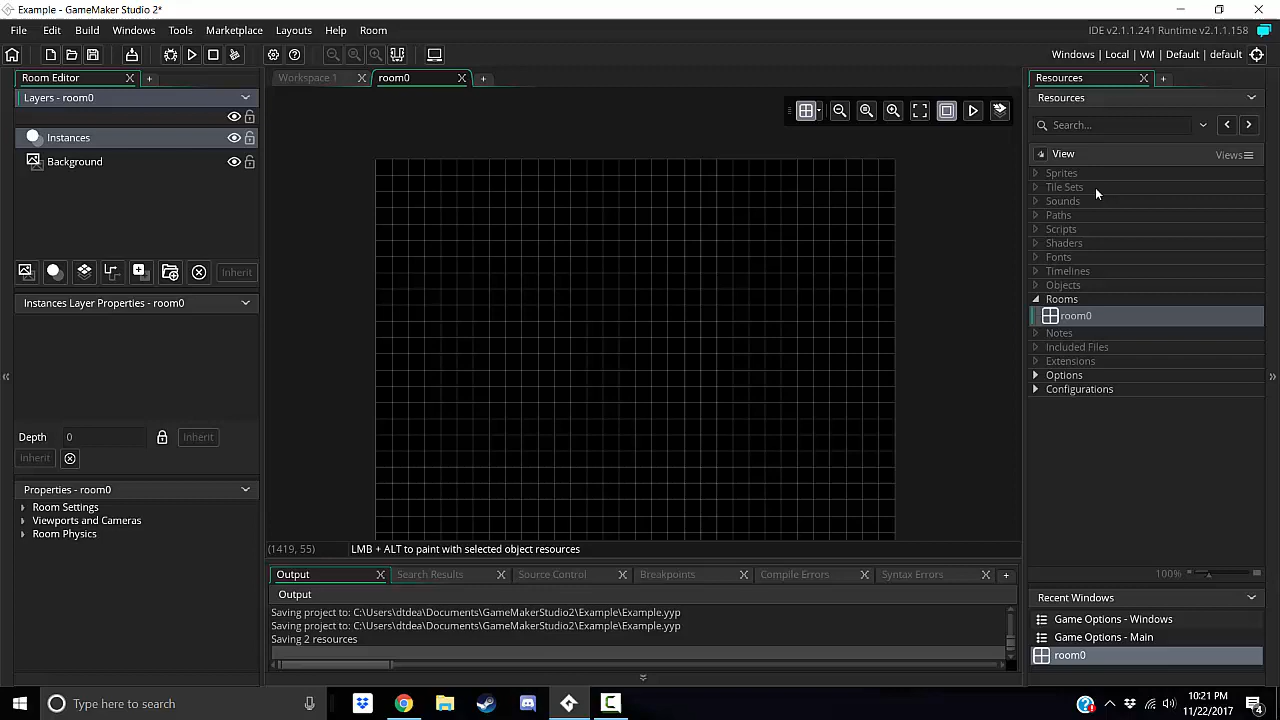 Example - GameMaker Studio 2*
File Edit Build Windows Tools Marketplace Layouts Help Room
IDE v2.1.1.241 Runtime v2.1.1.158
Windows | Local | VM | Default | default
Room Editor
Workspace 1
room0
Resources
Layers - room0
Resources
Search...
Instances
View
Views
Background
Sprites
Tile Sets
Sounds
Paths
Scripts
Shaders
Fonts
Timelines
Inherit
Objects
Instances Layer Properties - room0
Rooms
room0
Notes
Included Files
Extensions
Options
Configurations
Depth
0
Inherit
Inherit
Properties - room0
Room Settings
Viewports and Cameras
Room Physics
(1419, 55)
LMB + ALT to paint with selected object resources
Output
Search Results
Source Control
Breakpoints
Compile Errors
Syntax Errors
100%
Output
Recent Windows
Saving project to: C:\Users\dtdea\Documents\GameMakerStudio2\Example\Example.yyp
Saving project to: C:\Users\dtdea\Documents\GameMakerStudio2\Example\Example.yyp
Saving 2 resources
Game Options - Windows
Game Options - Main
room0
Type here to search
10:21 PM
11/22/2017